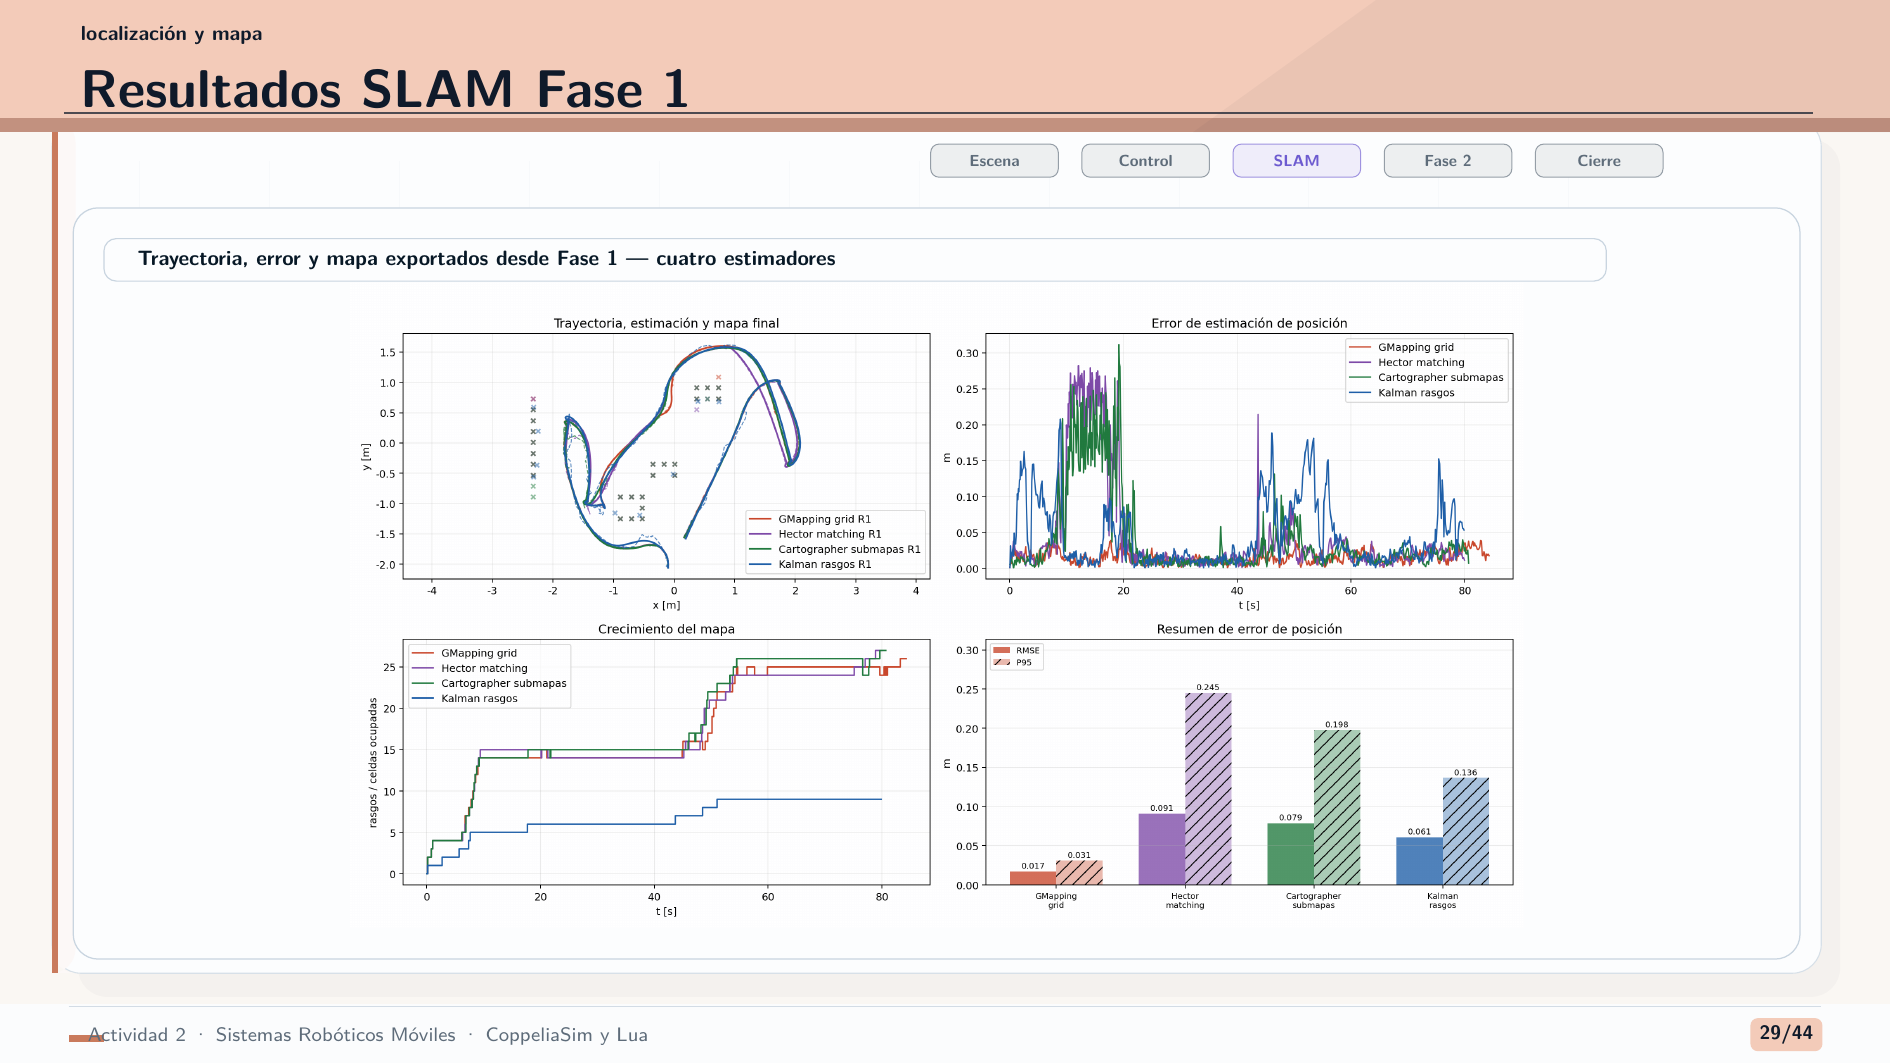 localización y mapa
Resultados SLAM Fase 1
Escena
Control
SLAM
Fase 2
Cierre
Trayectoria, error y mapa exportados desde Fase 1 — cuatro estimadores
Trayectoria, estimación y mapa final
1.5
1.0
0.5
0.0
-0.5
-1.0
-1.5
-2.0
y [m]
-4 -3 -2 -1 0 1 2 3 4
x [m]
GMapping grid R1
Hector matching R1
Cartographer submapas R1
Kalman rasgos R1
Error de estimación de posición
0.30
0.25
0.20
0.15
0.10
0.05
0.00
m
0 20 40 60 80
t [s]
GMapping grid
Hector matching
Cartographer submapas
Kalman rasgos
Crecimiento del mapa
25
20
15
10
5
0
rasgos / celdas ocupadas
0 20 40 60 80
t [s]
GMapping grid
Hector matching
Cartographer submapas
Kalman rasgos
Resumen de error de posición
0.30
0.25
0.20
0.15
0.10
0.05
0.00
m
RMSE
P95
0.017
0.031
0.091
0.245
0.079
0.198
0.061
0.136
GMapping
grid
Hector
matching
Cartographer
submapas
Kalman
rasgos
Actividad 2 · Sistemas Robóticos Móviles · CoppeliaSim y Lua
29/44